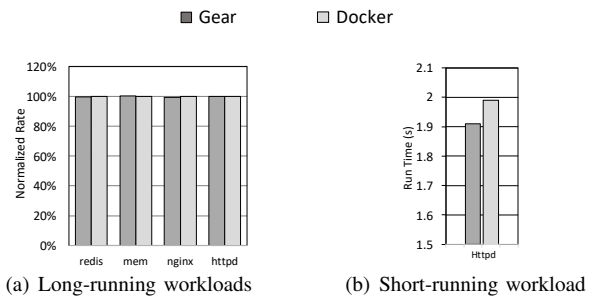 Gear Docker
120%
100%
80%
60%
40%
20%
0%
Normalized Rate
redis mem nginx httpd
(a) Long-running workloads
2.1
2
1.9
1.8
1.7
1.6
1.5
Run Time (s)
Httpd
(b) Short-running workload